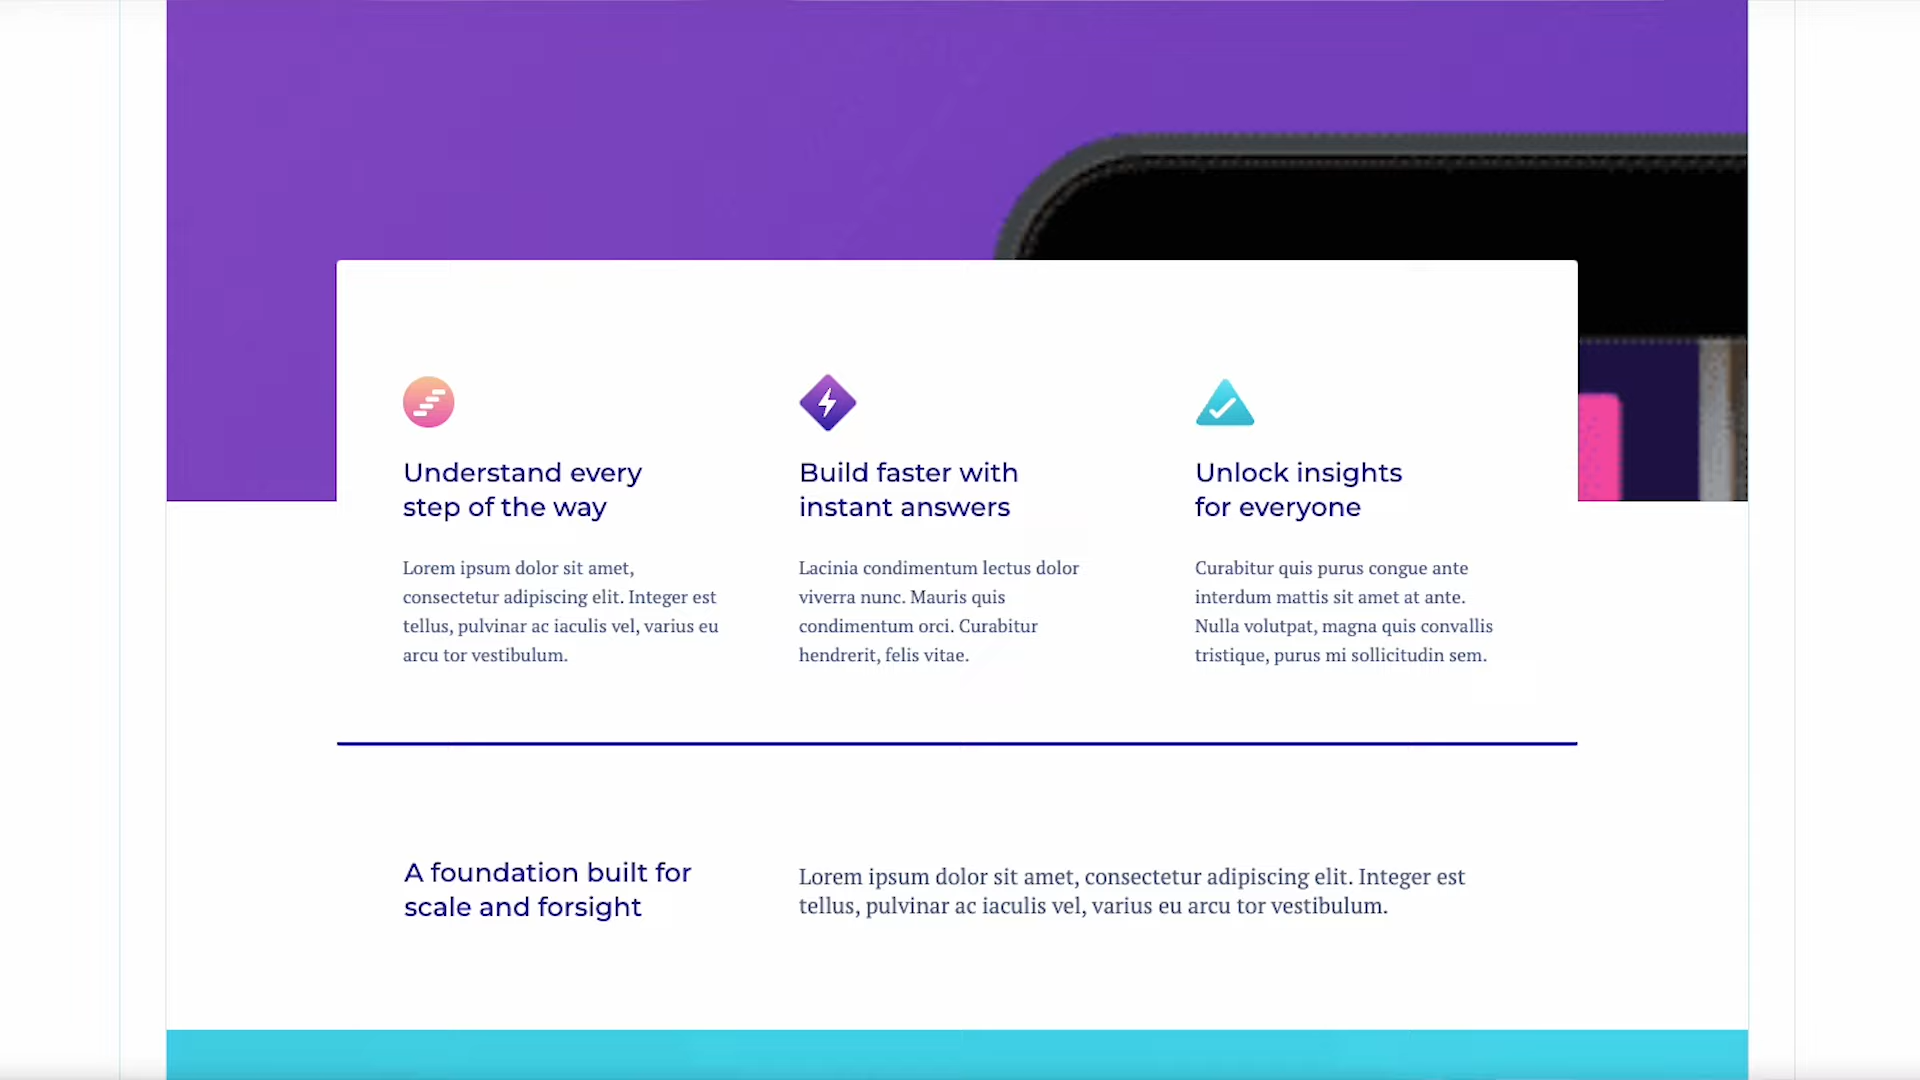 Understand every
step of the way
Lorem ipsum dolor sit amet,
consectetur adipiscing elit. Integer est
tellus, pulvinar ac iaculis vel, varius eu
arcu tor vestibulum.
Build faster with
instant answers
Lacinia condimentum lectus dolor
viverra nunc. Mauris quis
condimentum orci. Curabitur
hendrerit, felis vitae.
Unlock insights
for everyone
Curabitur quis purus congue ante
interdum mattis sit amet at ante.
Nulla volutpat, magna quis convallis
tristique, purus mi sollicitudin sem.
A foundation built for
scale and forsight
Lorem ipsum dolor sit amet, consectetur adipiscing elit. Integer est
tellus, pulvinar ac iaculis vel, varius eu arcu tor vestibulum.